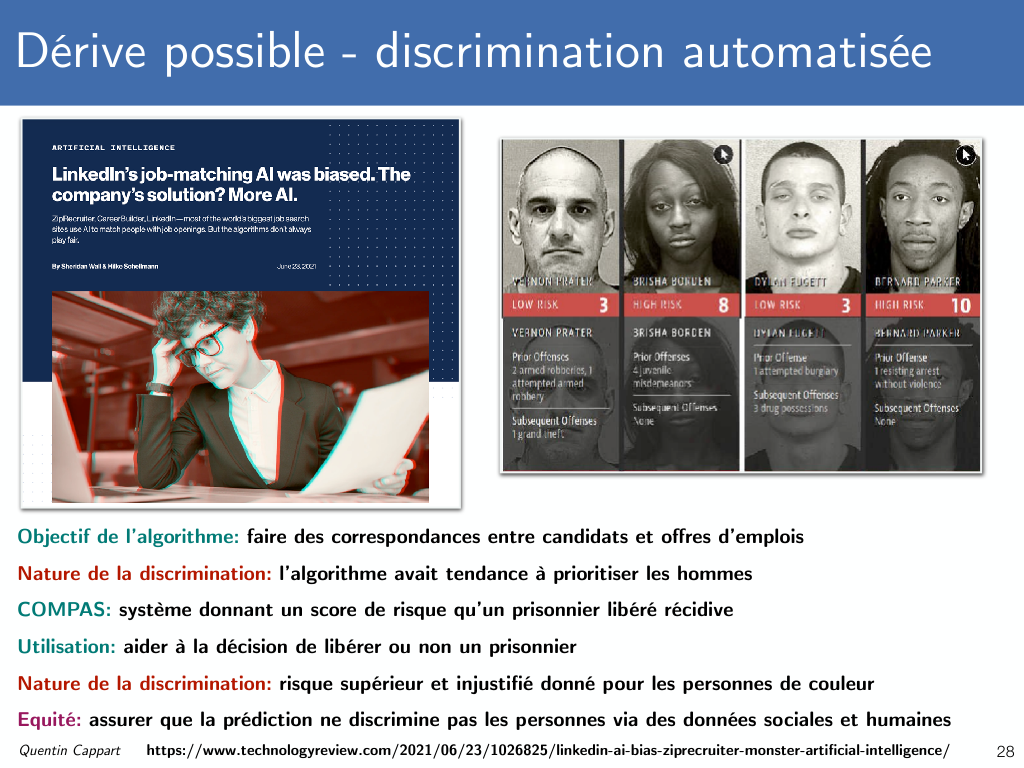 Dérive possible - discrimination automatisée
ARTIFICIAL INTELLIGENCE
LinkedIn's job-matching AI was biased. The
company's solution? More AI.
ZipRecruiter, CareerBuilder, LinkedIn—most of the world's biggest job search
sites use AI to match people with job openings. But the algorithms don't always
play fair.
By Sheridan Wall & Hilke Schellmann June 23, 2021
VERNON PRATER BRISHA BORDEN DYLAN FUGETT BERNARD PARKER
LOW RISK 3 HIGH RISK 8 LOW RISK 3 HIGH RISK 10
VERNON PRATER
Prior Offenses
2 armed robberies, 1
attempted armed
robbery
Subsequent Offenses
1 grand theft
BRISHA BORDEN
Prior Offenses
4 juvenile
misdemeanors
Subsequent Offenses
None
DYLAN FUGETT
Prior Offense
1 attempted burglary
Subsequent Offenses
3 drug possessions
BERNARD PARKER
Prior Offense
1 resisting arrest
without violence
Subsequent Offenses
None
Objectif de l'algorithme: faire des correspondances entre candidats et offres d'emplois
Nature de la discrimination: l'algorithme avait tendance à prioritiser les hommes
COMPAS: système donnant un score de risque qu'un prisonnier libéré récidive
Utilisation: aider à la décision de libérer ou non un prisonnier
Nature de la discrimination: risque supérieur et injustifié donné pour les personnes de couleur
Equité: assurer que la prédiction ne discrimine pas les personnes via des données sociales et humaines
Quentin Cappart https://www.technologyreview.com/2021/06/23/1026825/linkedin-ai-bias-ziprecruiter-monster-artificial-intelligence/ 28